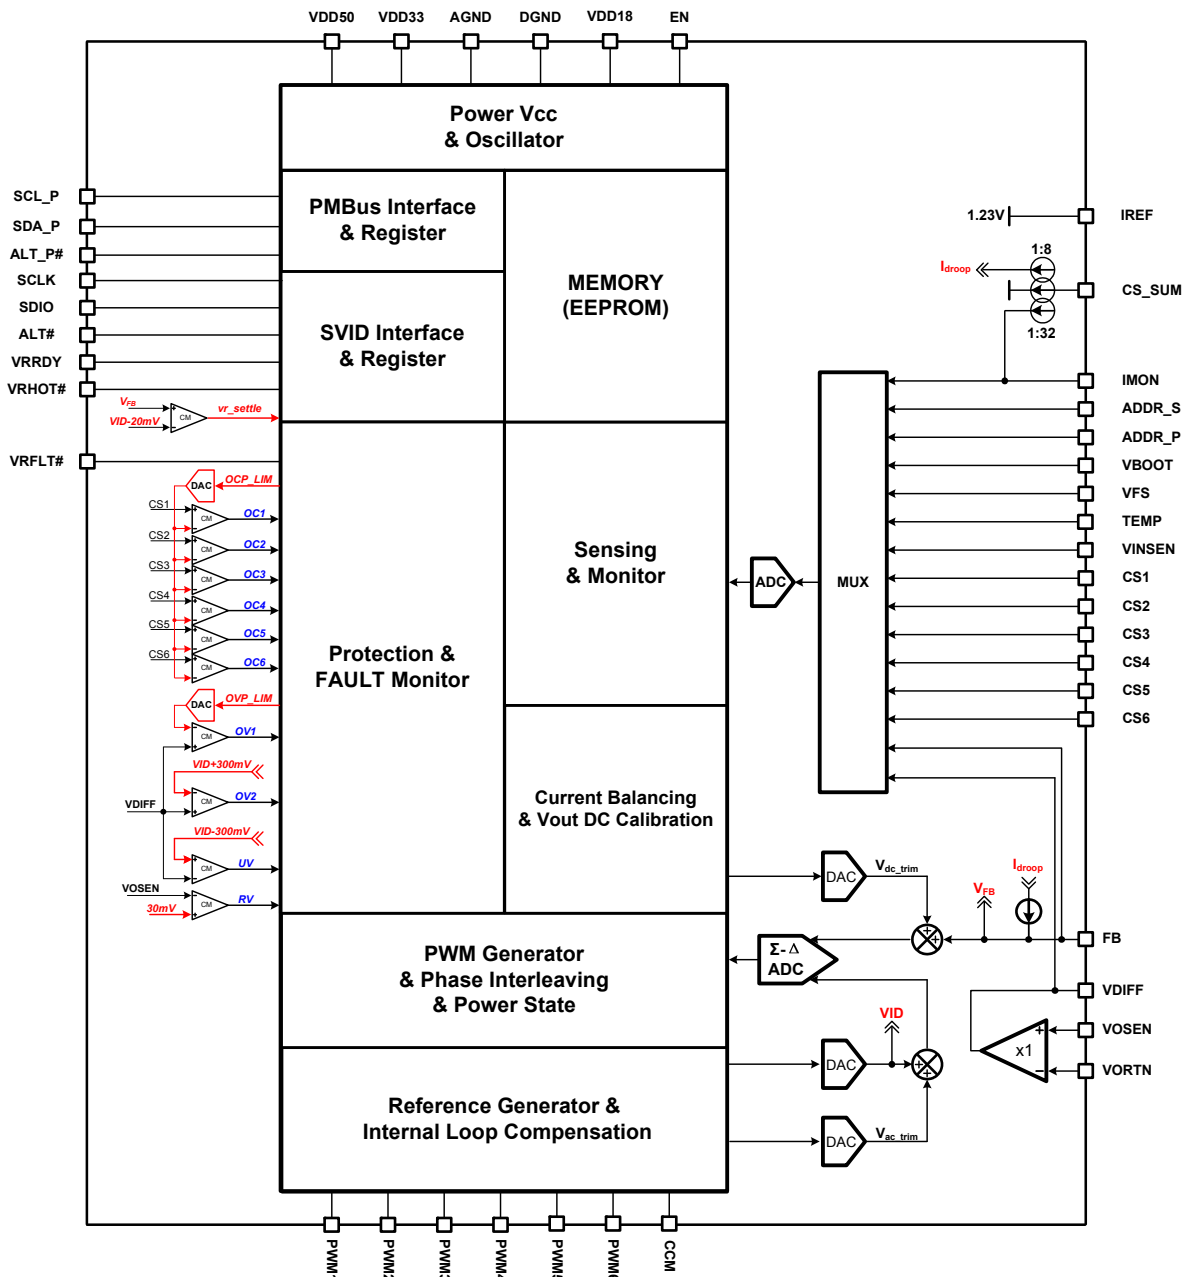 VDD50 VDD33 AGND DGND VDD18 EN
Power Vcc
& Oscillator
SCL_P
SDA_P
ALT_P#
SCLK
SDIO
ALT#
VRRDY
VRHOT#
VRFLT#
PMBus Interface
& Register
MEMORY
(EEPROM)
SVID Interface
& Register
VFB
VID-20mV
CM
vr_settle
DAC
OCP_LIM
CS1
CM
OC1
CS2
CM
OC2
CS3
CM
OC3
CS4
CM
OC4
CS5
CM
OC5
CS6
CM
OC6
DAC
OVP_LIM
CM
OV1
VID+300mV
VDIFF
CM
OV2
VID-300mV
CM
UV
VOSEN
30mV
CM
RV
Protection &
FAULT Monitor
Sensing
& Monitor
Current Balancing
& Vout DC Calibration
PWM Generator
& Phase Interleaving
& Power State
Reference Generator &
Internal Loop Compensation
ADC
MUX
1.23V
IREF
1:8
Idroop
CS_SUM
1:32
IMON
ADDR_S
ADDR_P
VBOOT
VFS
TEMP
VINSEN
CS1
CS2
CS3
CS4
CS5
CS6
DAC
Vdc_trim
VFB
Idroop
FB
Σ-Δ
ADC
VDIFF
VID
VOSEN
x1
VORTN
DAC
DAC
Vac_trim
PWM2
PWM3
PWM4
PWM5
PWM6
CCM